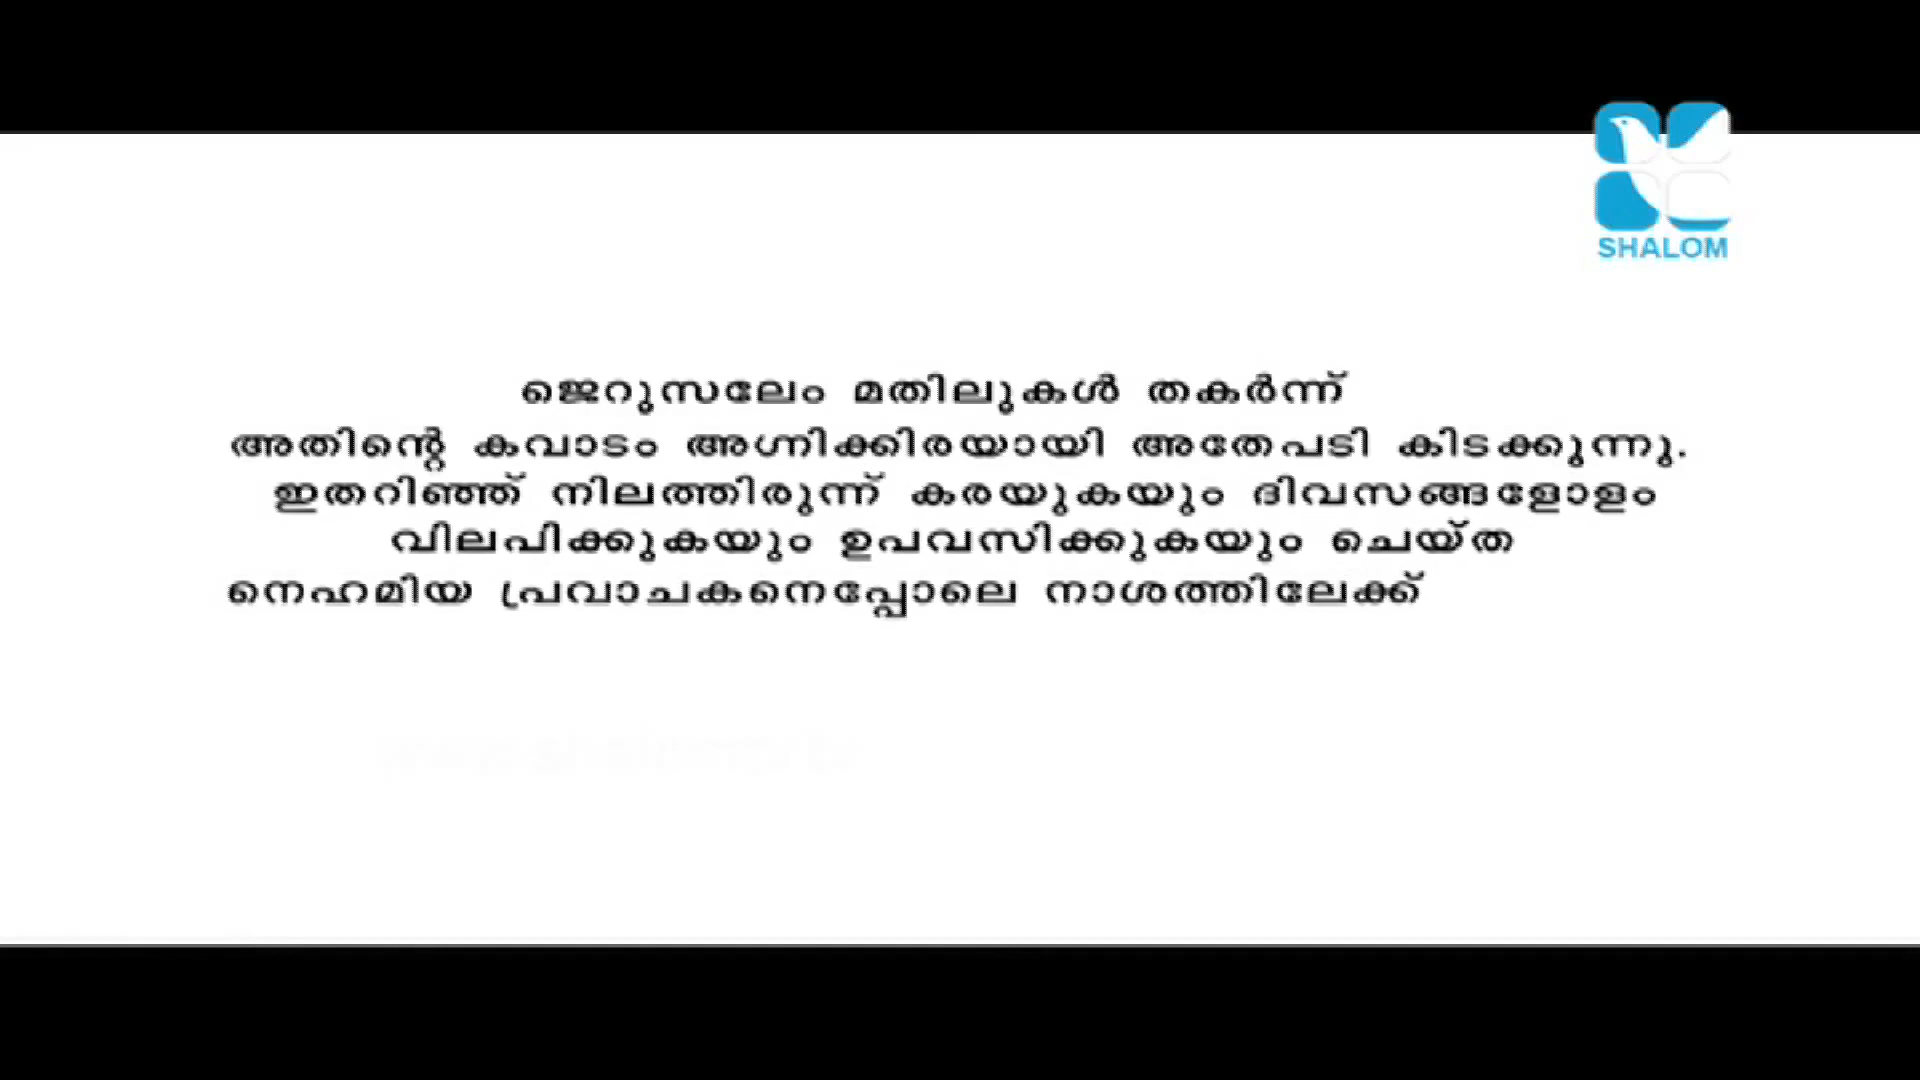 SHALOM
ജെറുസലേം മതിലുകൾ തകർന്ന്
അതിന്റെ കവാടം അഗ്നിക്കിരയായി അതേപടി കിടക്കുന്നു.
ഇതറിഞ്ഞ് നിലത്തിരുന്ന് കരയുകയും ദിവസങ്ങളോളം
വിലപിക്കുകയും ഉപവസിക്കുകയും ചെയ്ത
നെഹമിയ പ്രവാചകനെപ്പോലെ നാശത്തിലേക്ക്